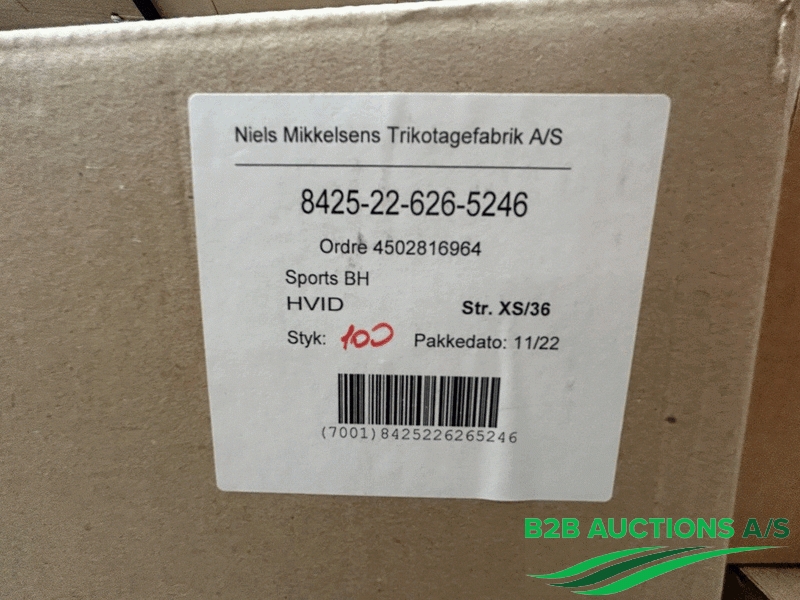 Niels Mikkelsens Trikotagefabrik A/S
8425-22-626-5246
Ordre 4502816964
Sports BH
HVID Str. XS/36
Styk: 100 Pakkedato: 11/22
(7001)8425226265246
B2B AUCTIONS A/S